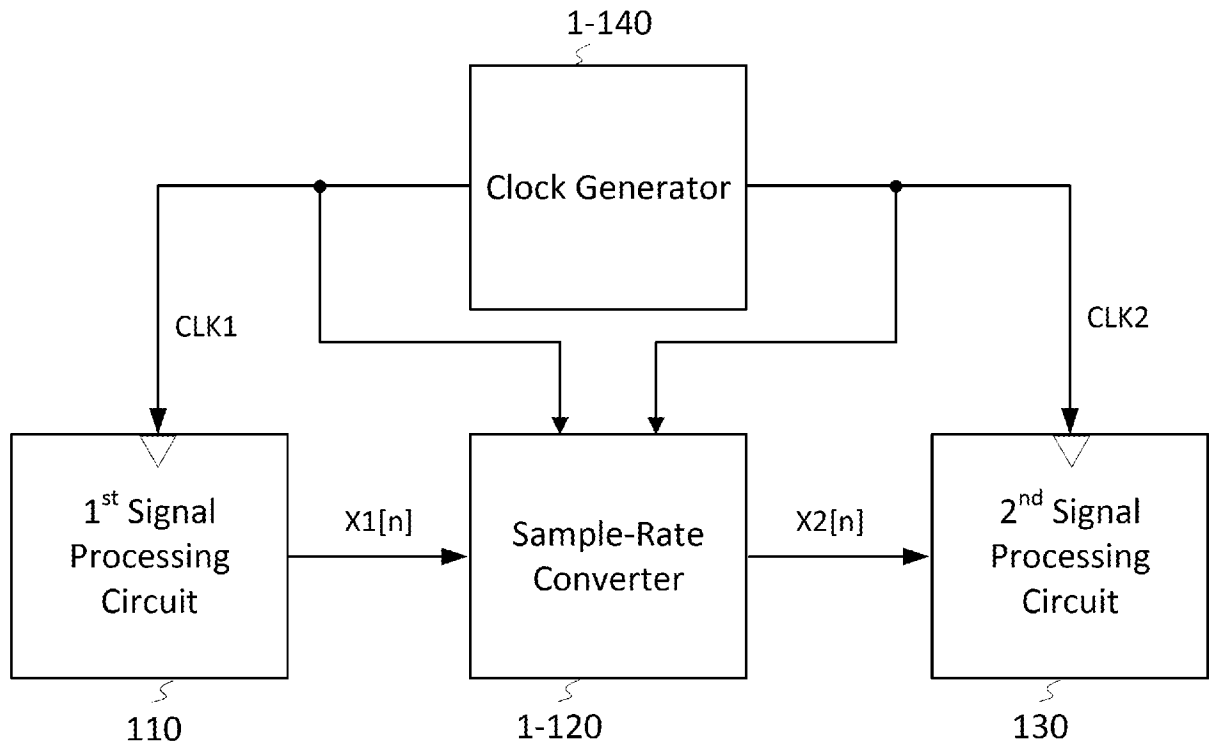 1-140
Clock Generator
CLK1
CLK2
1st Signal
Processing
Circuit
X1[n]
Sample-Rate
Converter
X2[n]
2nd Signal
Processing
Circuit
110
1-120
130